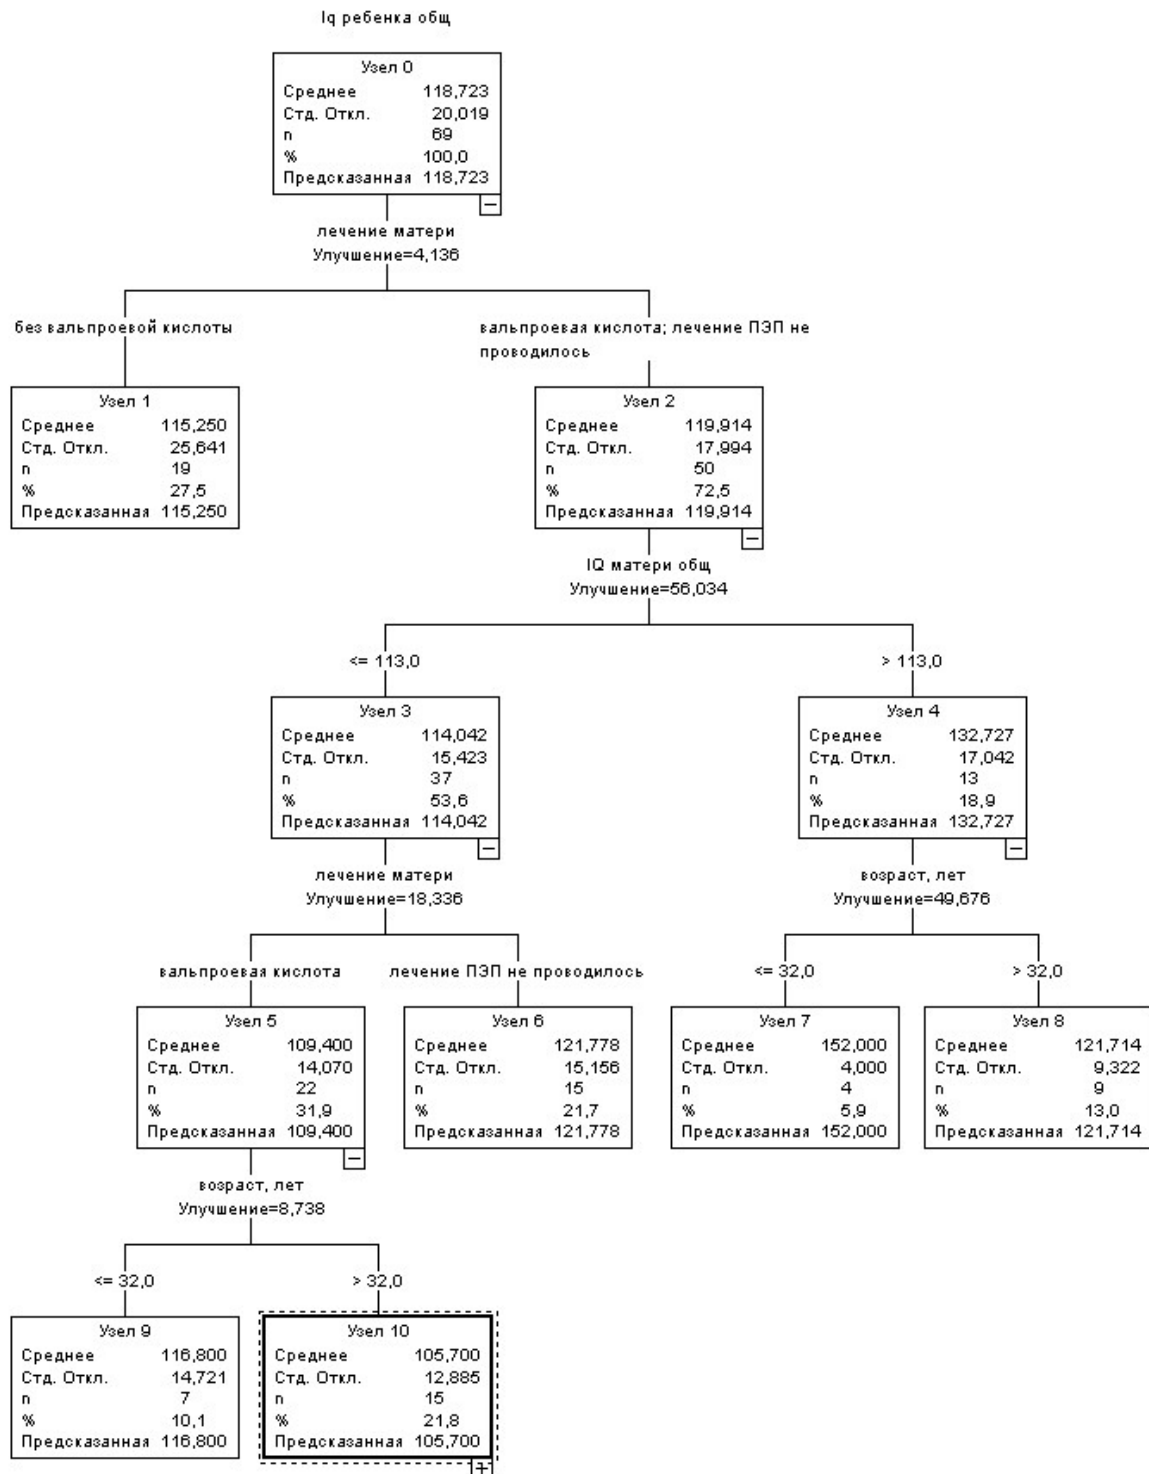 Iq ребенка общ
Узел 0
Среднее 118,723
Стд. Откл. 20,019
n 69
% 100,0
Предсказанная 118,723
лечение матери
Улучшение=4,136
без вальпроевой кислоты
вальпроевая кислота; лечение ПЭП не
проводилось
Узел 1
Среднее 115,250
Стд. Откл. 25,641
n 19
% 27,5
Предсказанная 115,250
Узел 2
Среднее 119,914
Стд. Откл. 17,994
n 50
% 72,5
Предсказанная 119,914
IQ матери общ
Улучшение=56,034
<= 113,0
> 113,0
Узел 3
Среднее 114,042
Стд. Откл. 15,423
n 37
% 53,6
Предсказанная 114,042
Узел 4
Среднее 132,727
Стд. Откл. 17,042
n 13
% 18,9
Предсказанная 132,727
лечение матери
Улучшение=18,336
возраст, лет
Улучшение=49,676
вальпроевая кислота
лечение ПЭП не проводилось
<= 32,0
> 32,0
Узел 5
Среднее 109,400
Стд. Откл. 14,070
n 22
% 31,9
Предсказанная 109,400
Узел 6
Среднее 121,778
Стд. Откл. 15,156
n 15
% 21,7
Предсказанная 121,778
Узел 7
Среднее 152,000
Стд. Откл. 4,000
n 4
% 5,9
Предсказанная 152,000
Узел 8
Среднее 121,714
Стд. Откл. 9,322
n 9
% 13,0
Предсказанная 121,714
возраст, лет
Улучшение=8,738
<= 32,0
> 32,0
Узел 9
Среднее 116,800
Стд. Откл. 14,721
n 7
% 10,1
Предсказанная 116,800
Узел 10
Среднее 105,700
Стд. Откл. 12,885
n 15
% 21,8
Предсказанная 105,700